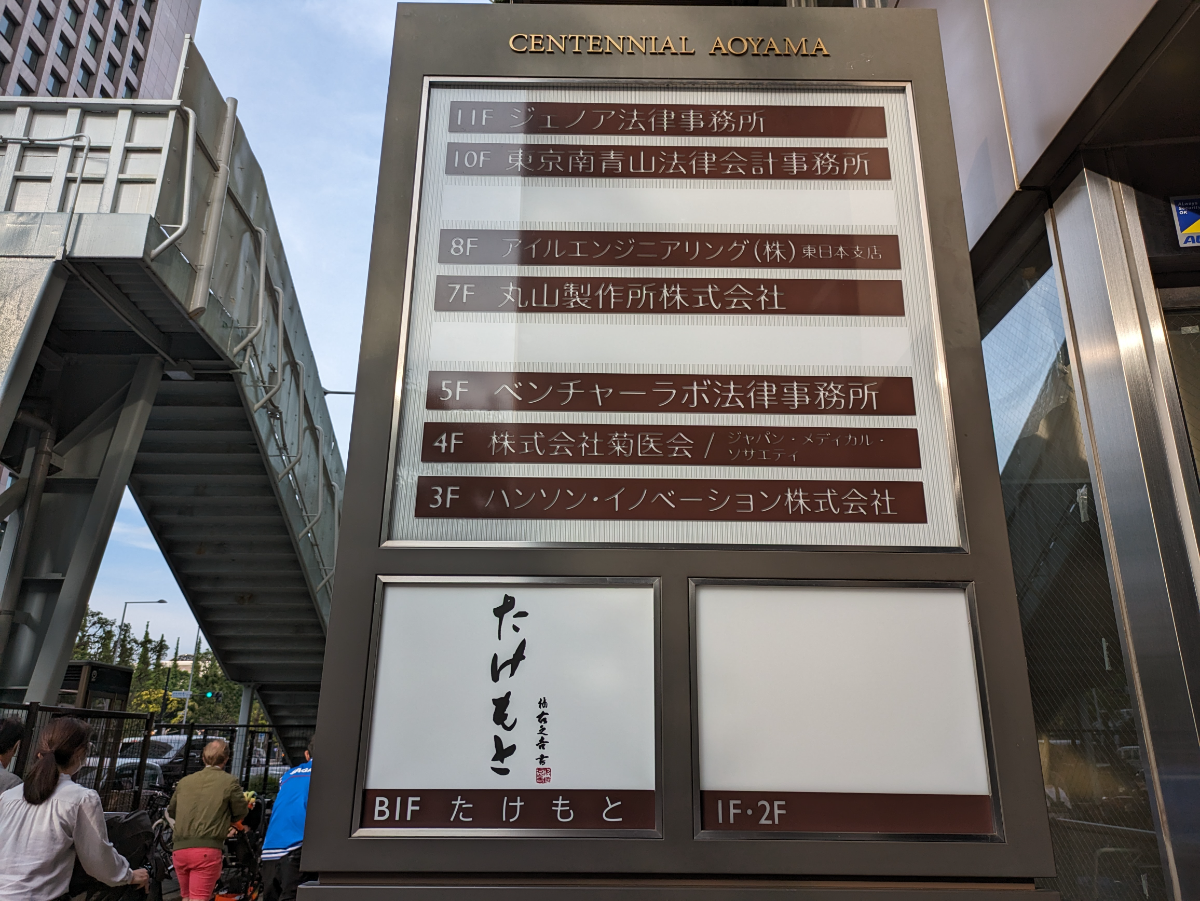 CENTENNIAL AOYAMA
11F ジェノア法律事務所
10F 東京南青山法律会計事務所
8F アイルエンジニアリング(株) 東日本支店
7F 丸山製作所株式会社
5F ベンチャーラボ法律事務所
4F 株式会社菊医会 / ジャパン・メディカル・
ソサエティ
3F ハンソン・イノベーション株式会社
たけもと
B1F たけもと
1F・2F